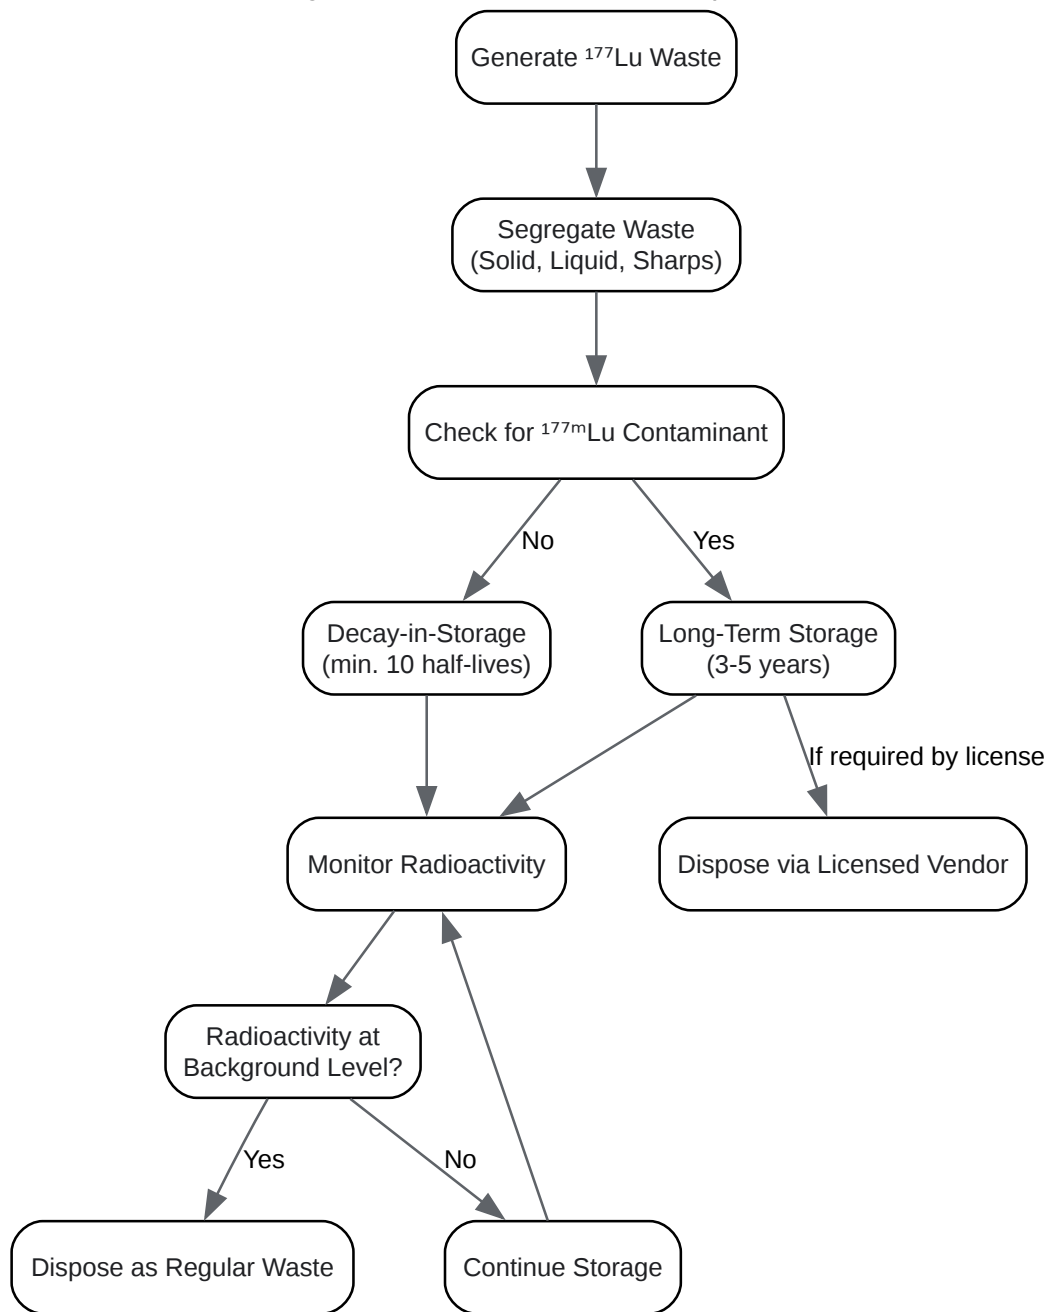 Generate ¹⁷⁷Lu Waste
Segregate Waste
(Solid, Liquid, Sharps)
Check for ¹⁷⁷ᵐLu Contaminant
No
Yes
Decay-in-Storage
(min. 10 half-lives)
Long-Term Storage
(3-5 years)
If required by license
Monitor Radioactivity
Dispose via Licensed Vendor
Radioactivity at
Background Level?
Yes
No
Dispose as Regular Waste
Continue Storage